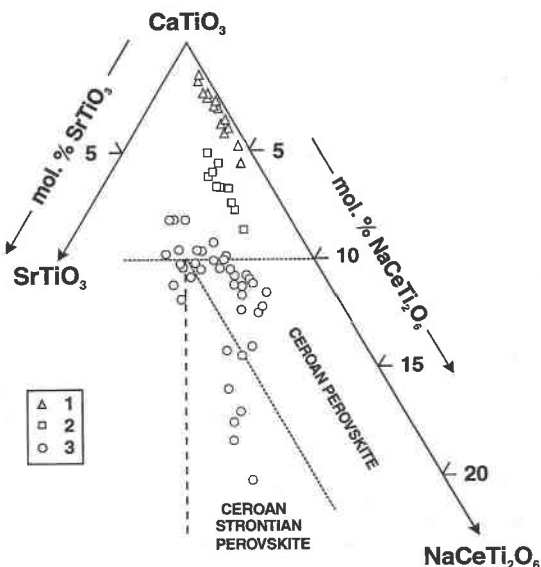 CaTiO₃
mol. % SrTiO₃
5
5
mol. % NaCeTi₂O₆
SrTiO₃
10
15
CEROAN PEROVSKITE
1
2
3
20
CEROAN
STRONTIAN
PEROVSKITE
NaCeTi₂O₆